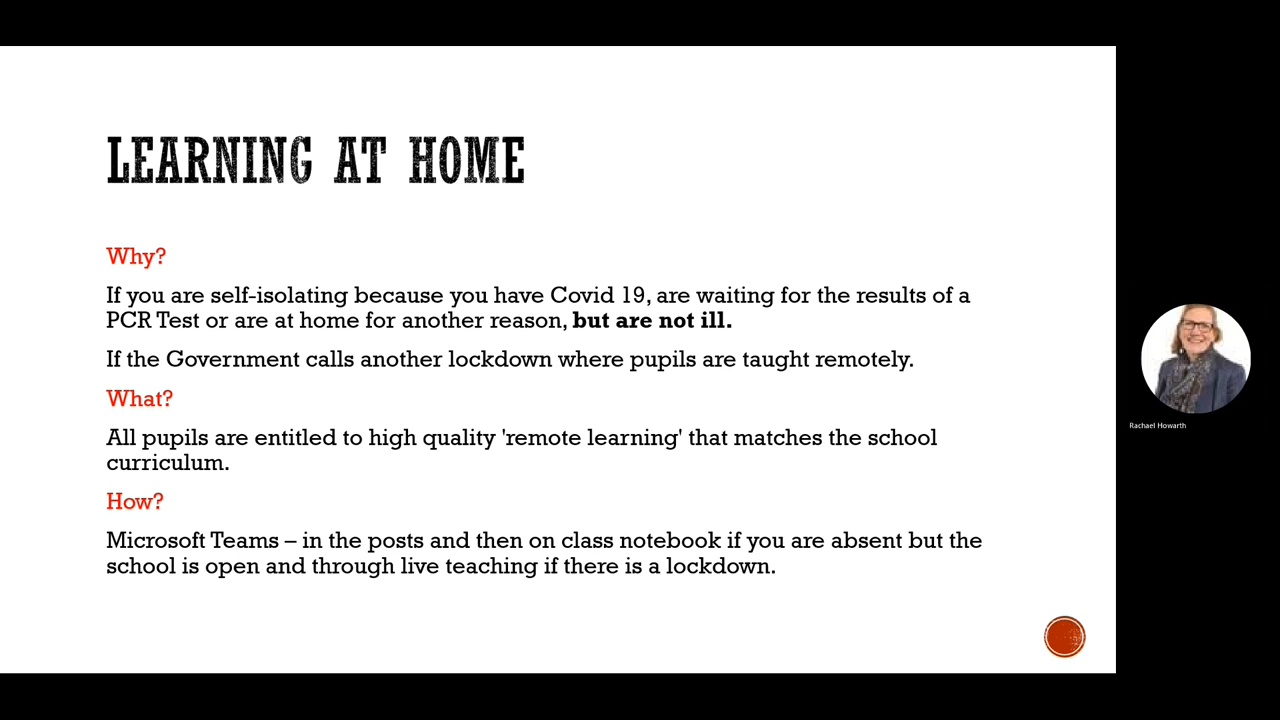 LEARNING AT HOME
Why?
If you are self-isolating because you have Covid 19, are waiting for the results of a
PCR Test or are at home for another reason, but are not ill.
If the Government calls another lockdown where pupils are taught remotely.
What?
All pupils are entitled to high quality 'remote learning' that matches the school
curriculum.
How?
Microsoft Teams – in the posts and then on class notebook if you are absent but the
school is open and through live teaching if there is a lockdown.
Rachael Howarth